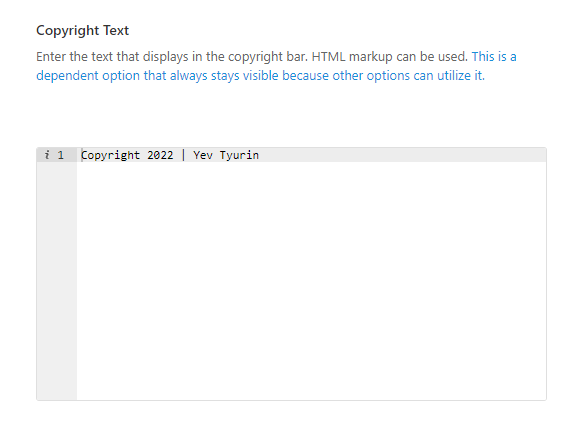 Copyright Text
Enter the text that displays in the copyright bar. HTML markup can be used. This is a
dependent option that always stays visible because other options can utilize it.
i 1 Copyright 2022 | Yev Tyurin